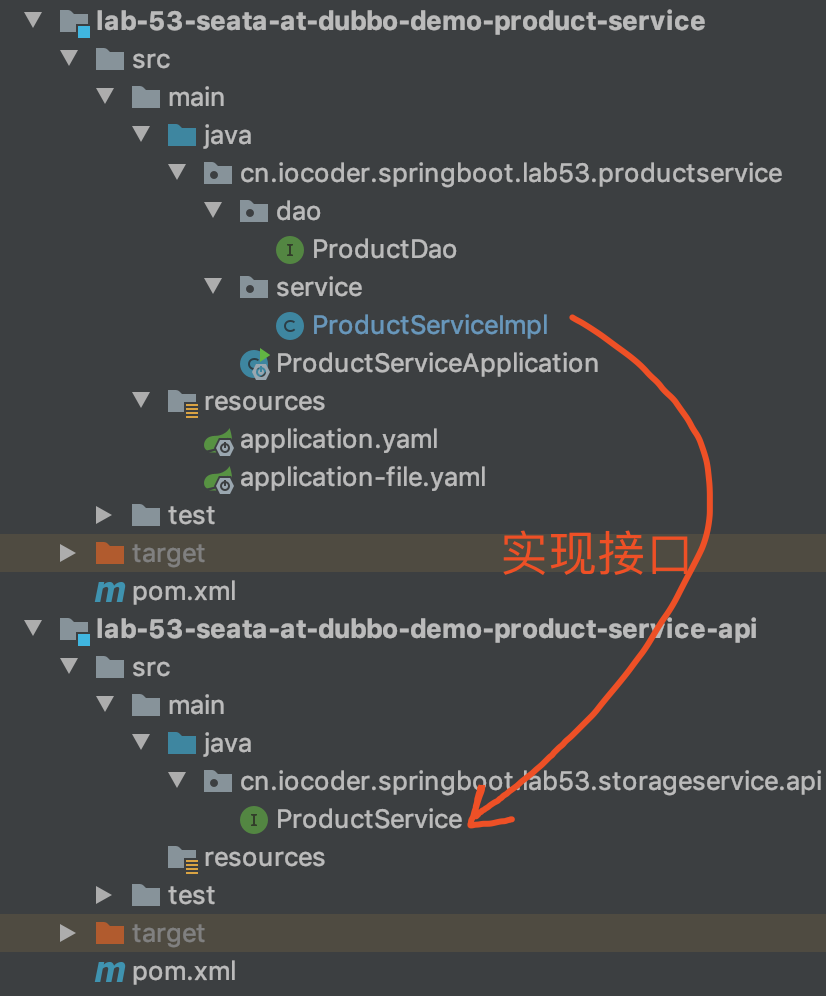 lab-53-seata-at-dubbo-demo-product-service
src
main
java
cn.iocoder.springboot.lab53.productservice
dao
I ProductDao
service
C ProductServiceImpl
C ProductServiceApplication
resources
application.yaml
application-file.yaml
test
target
实现接口
m pom.xml
lab-53-seata-at-dubbo-demo-product-service-api
src
main
java
cn.iocoder.springboot.lab53.storageservice.api
I ProductService
resources
test
target
m pom.xml